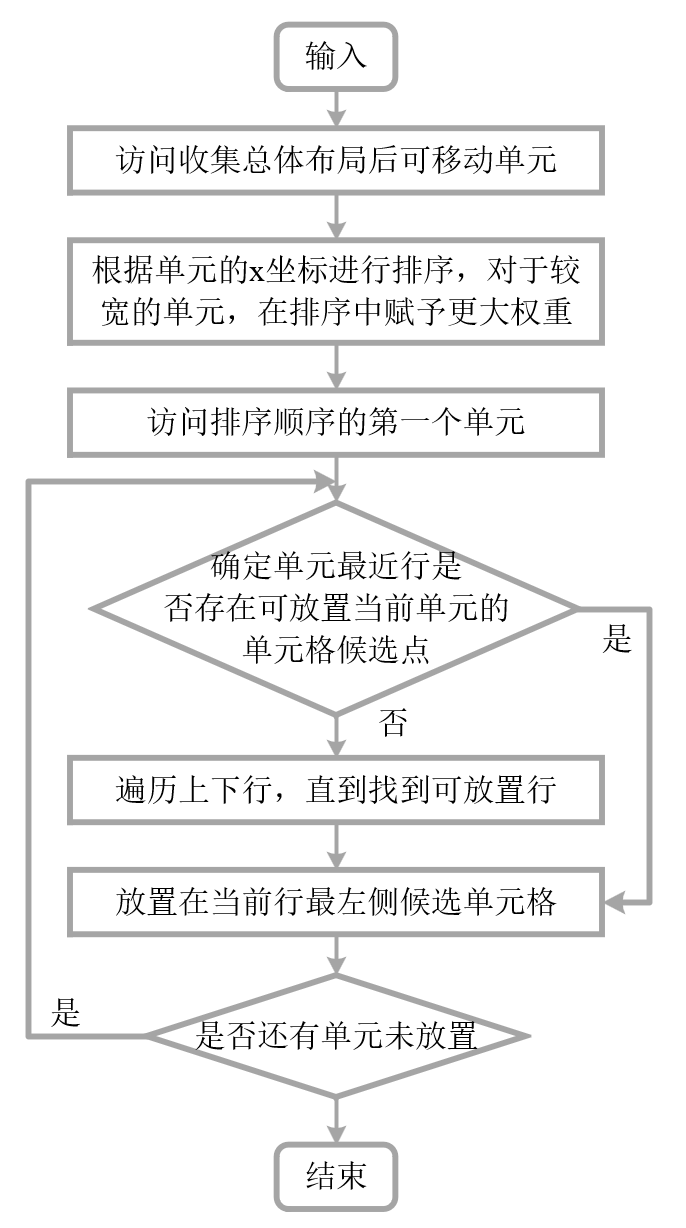 输入
访问收集总体布局后可移动单元
根据单元的x坐标进行排序，对于较
宽的单元，在排序中赋予更大权重
访问排序顺序的第一个单元
确定单元最近行是
否存在可放置当前单元的
单元格候选点
是
否
遍历上下行，直到找到可放置行
放置在当前行最左侧候选单元格
是
是否还有单元未放置
结束